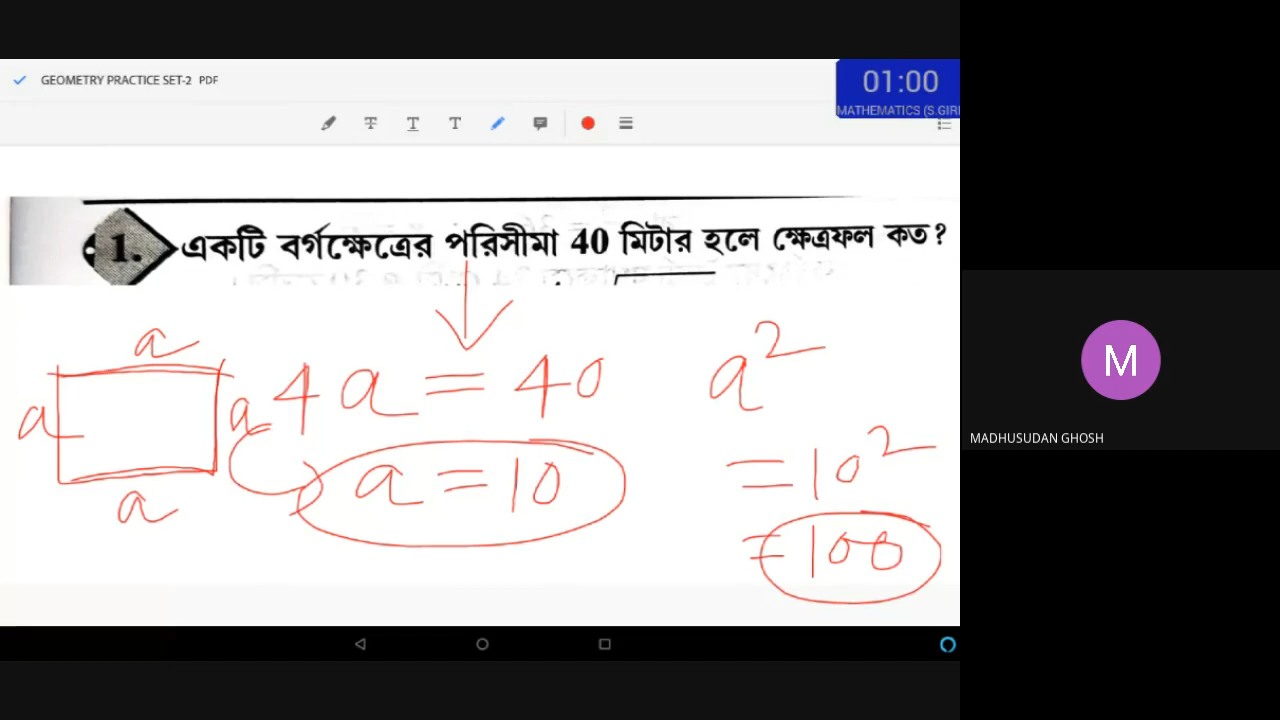 GEOMETRY PRACTICE SET-2 PDF
01:00
MATHEMATICS (S.GIRI
1. একটি বর্গক্ষেত্রের পরিসীমা 40 মিটার হলে ক্ষেত্রফল কত?
a
a
a
a
4a = 40
a = 10
a²
= 10²
= 100
M
MADHUSUDAN GHOSH